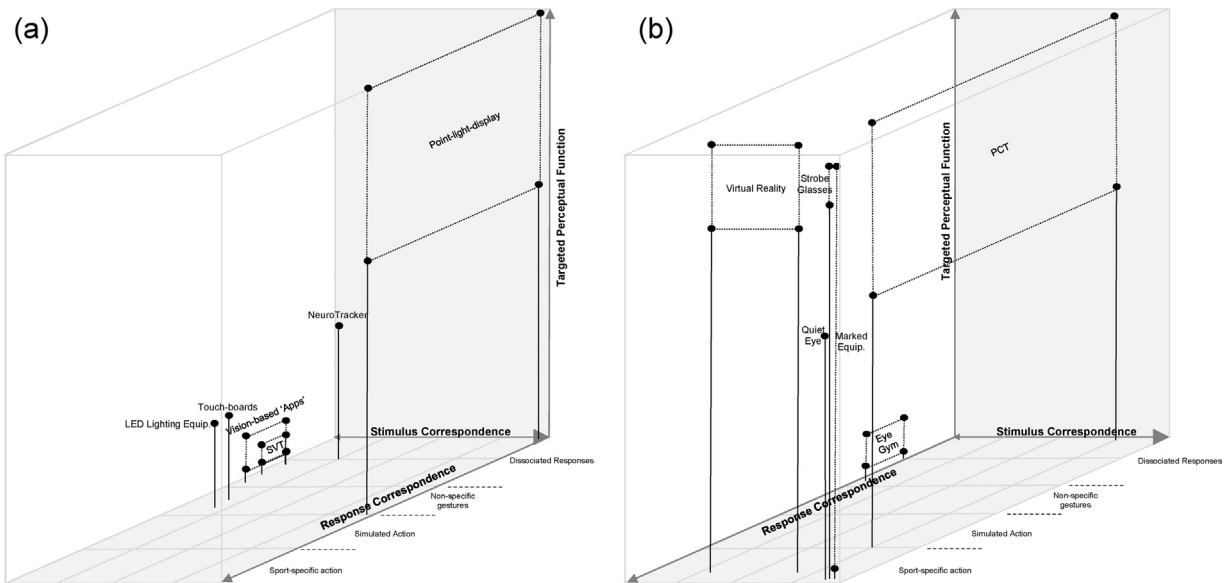 (a)
Point-light-display
Targeted Perceptual Function
NeuroTracker
Touch-boards
LED Lighting Equip.
Vision-based 'Apps'
SVT
Stimulus Correspondence
Dissociated Responses
Response Correspondence
Non-specific
gestures
Simulated Action
Sport-specific action
(b)
Targeted Perceptual Function
PCT
Virtual Reality
Strobe
Glasses
Quiet
Eye
Marked
Equip.
Eye
Gym
Stimulus Correspondence
Dissociated Responses
Response Correspondence
Non-specific
gestures
Simulated Action
Sport-specific action